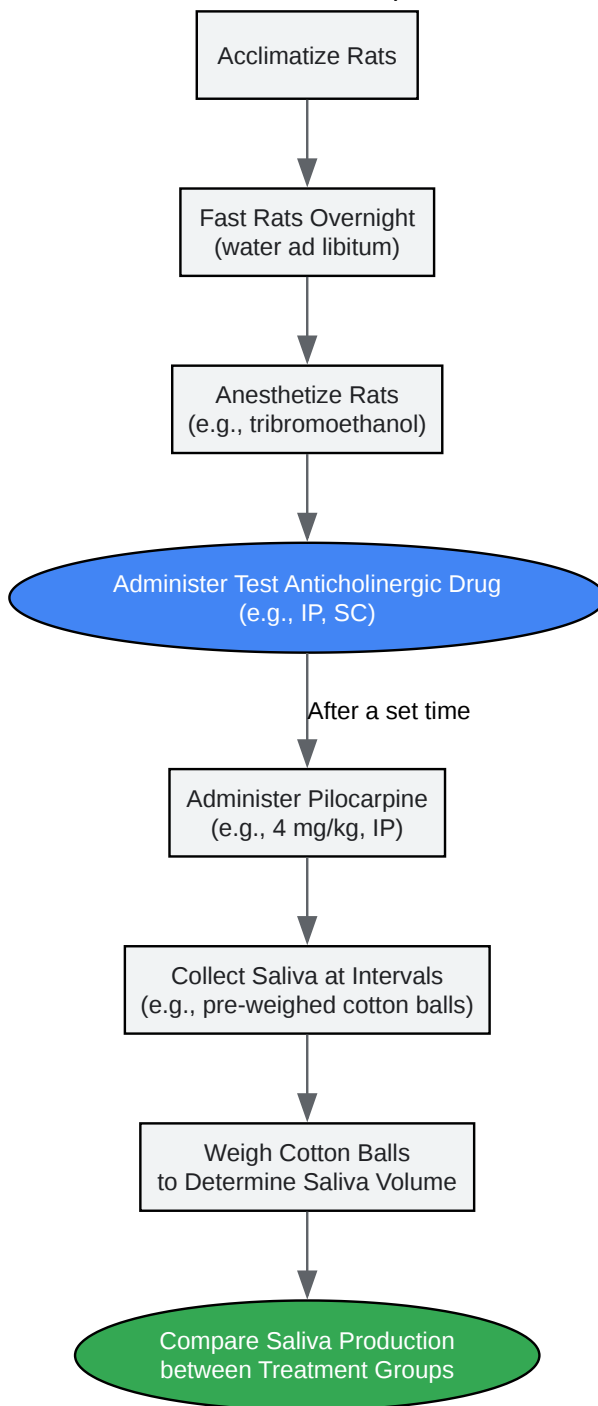 Acclimatize Rats
Fast Rats Overnight
(water ad libitum)
Anesthetize Rats
(e.g., tribromoethanol)
Administer Test Anticholinergic Drug
(e.g., IP, SC)
After a set time
Administer Pilocarpine
(e.g., 4 mg/kg, IP)
Collect Saliva at Intervals
(e.g., pre-weighed cotton balls)
Weigh Cotton Balls
to Determine Saliva Volume
Compare Saliva Production
between Treatment Groups